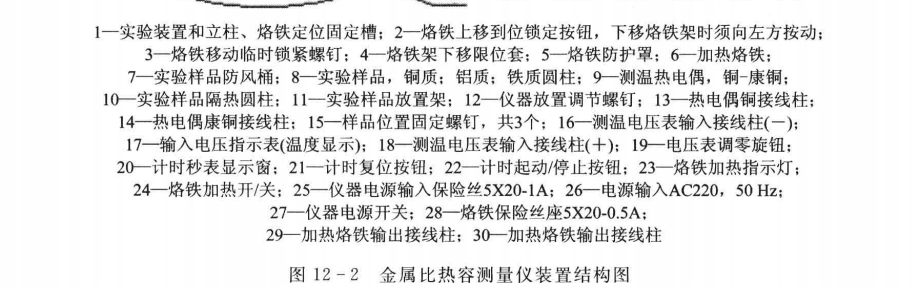 1—实验装置和立柱、烙铁定位固定槽；2—烙铁上移到位锁定按钮，下移烙铁架时须向左方按动；
3—烙铁移动临时锁紧螺钉；4—烙铁架下移限位套；5—烙铁防护罩；6—加热烙铁；
7—实验样品防风桶；8—实验样品，铜质；铝质；铁质圆柱；9—测温热电偶，铜-康铜；
10—实验样品隔热圆柱；11—实验样品放置架；12—仪器放置调节螺钉；13—热电偶铜接线柱；
14—热电偶康铜接线柱；15—样品位置固定螺钉，共3个；16—测温电压表输入接线柱(－)；
17—输入电压指示表(温度显示)；18—测温电压表输入接线柱(＋)；19—电压表调零旋钮；
20—计时秒表显示窗；21—计时复位按钮；22—计时起动/停止按钮；23—烙铁加热指示灯；
24—烙铁加热开/关；25—仪器电源输入保险丝5X20-1A；26—电源输入AC220，50 Hz；
27—仪器电源开关；28—烙铁保险丝座5X20-0.5A；
29—加热烙铁输出接线柱；30—加热烙铁输出接线柱
图 12-2 金属比热容测量仪装置结构图